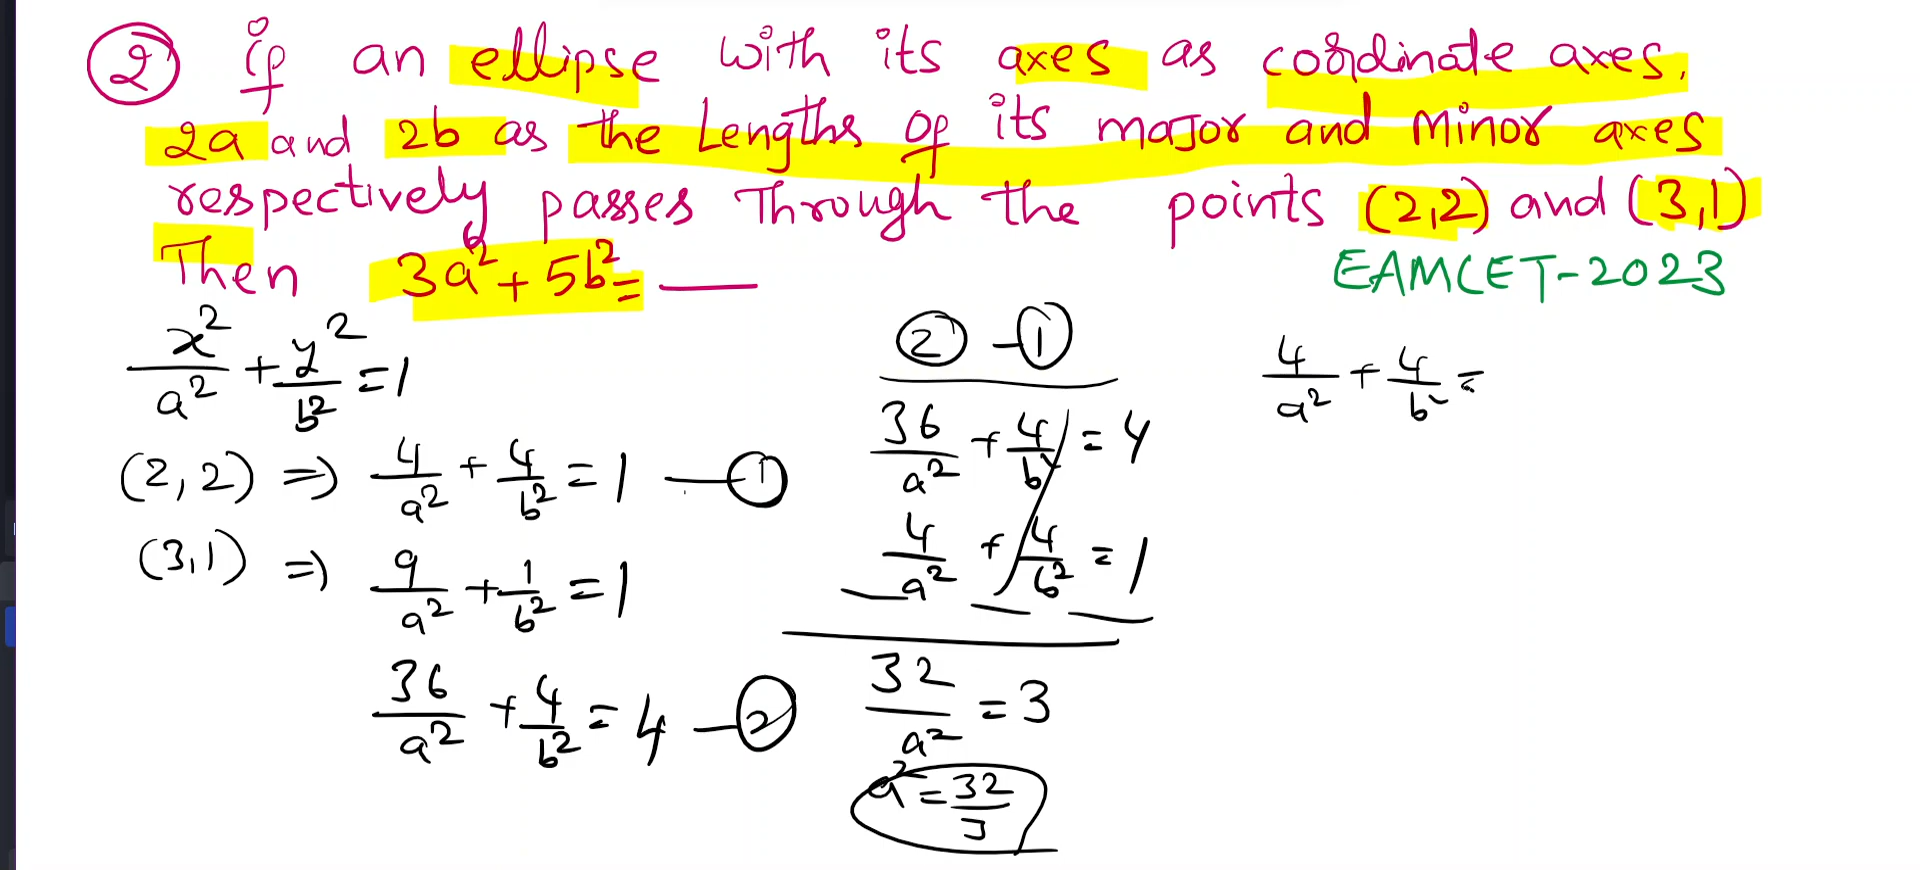 ② if an ellipse with its axes as coordinate axes,
2a and 2b as the Lengths of its major and Minor axes
respectively passes Through the points (2,2) and (3,1)
Then 3a² + 5b² = ___
EAMCET-2023
x²/a² + y²/b² = 1
(2,2) ⇒ 4/a² + 4/b² = 1 —①
(3,1) ⇒ 9/a² + 1/b² = 1
36/a² + 4/b² = 4 —②
② - ①
36/a² + 4/b² = 4
4/a² + 4/b² = 1
— — —
32/a² = 3
a² = 32/3
4/a² + 4/b² =